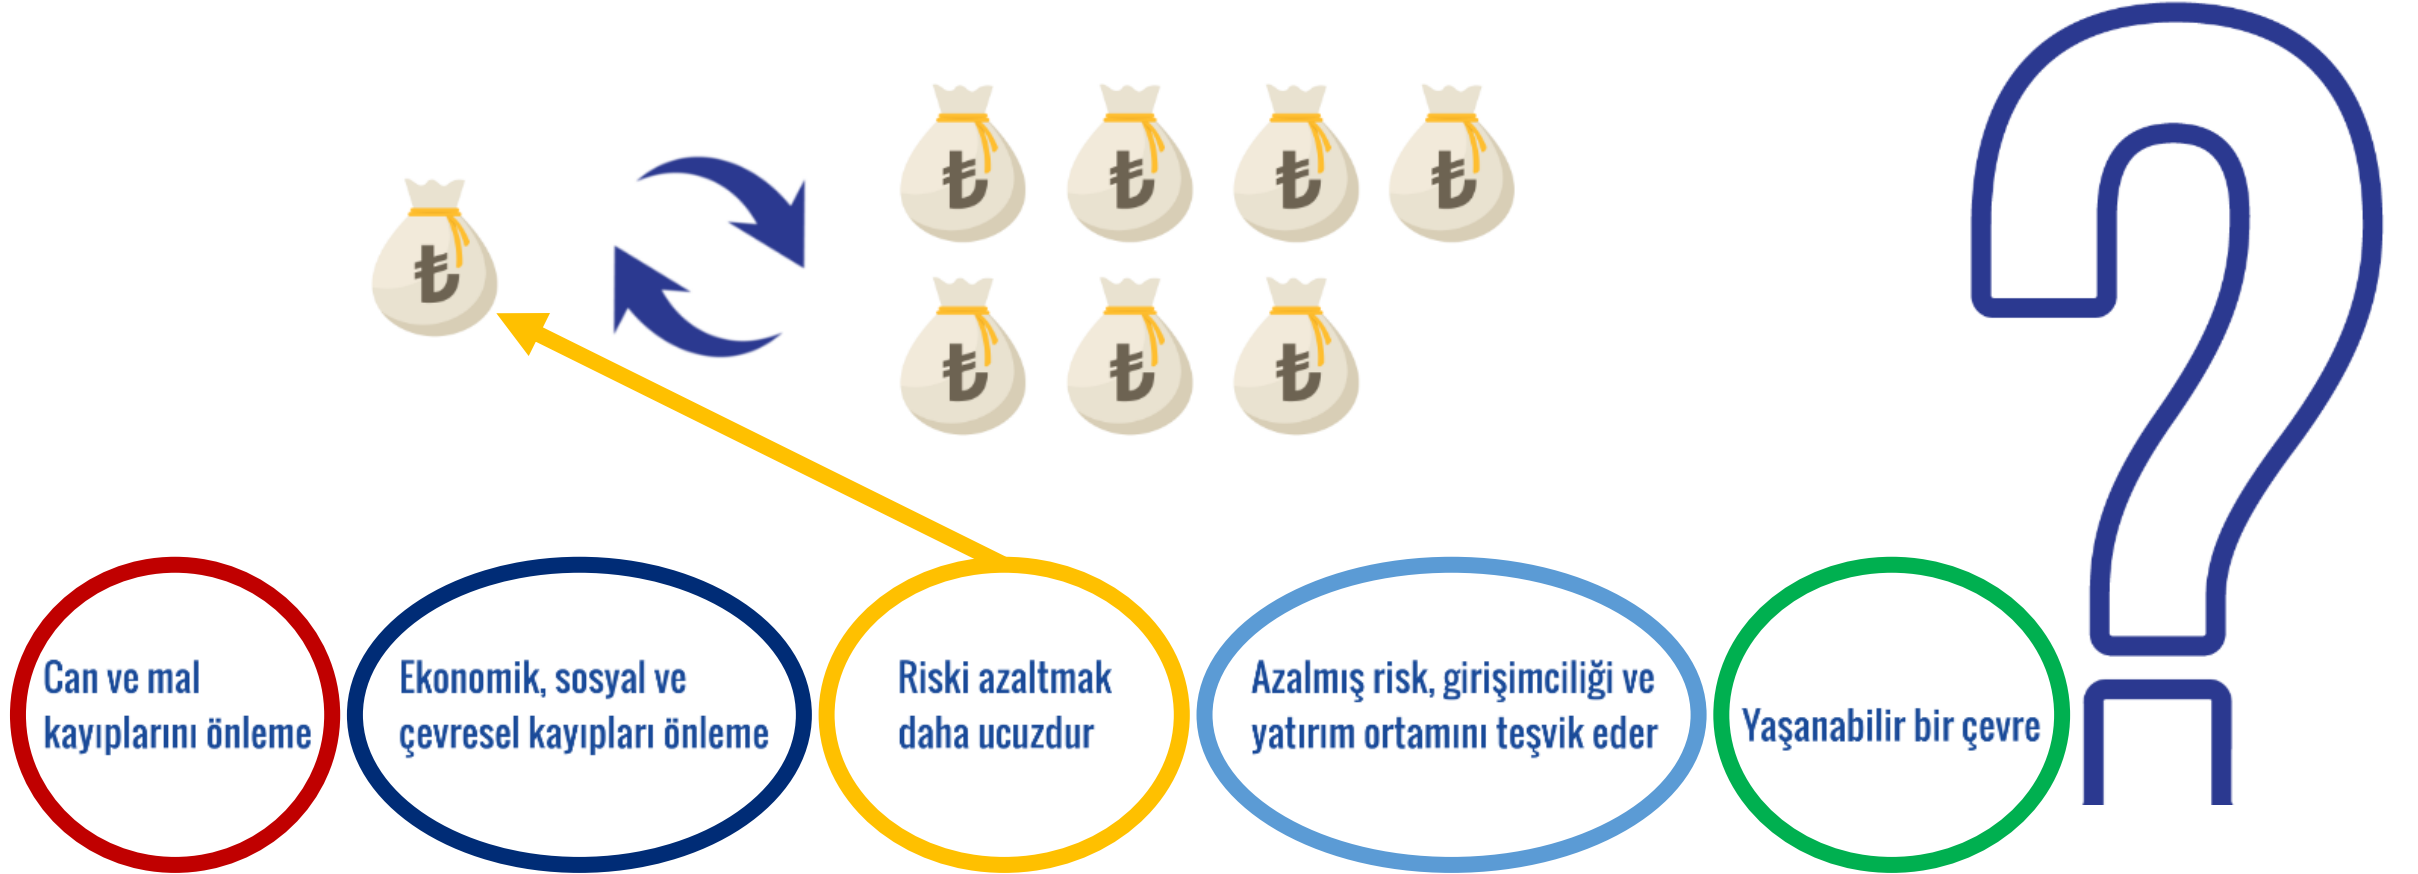 ₺
₺ ₺ ₺ ₺
₺ ₺ ₺
?
Can ve mal
kayıplarını önleme
Ekonomik, sosyal ve
çevresel kayıpları önleme
Riski azaltmak
daha ucuzdur
Azalmış risk, girişimciliği ve
yatırım ortamını teşvik eder
Yaşanabilir bir çevre